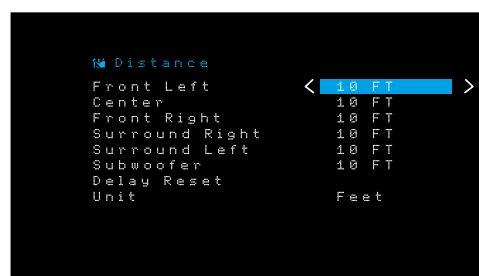 Distance
Front Left < 10 FT >
Center 10 FT
Front Right 10 FT
Surround Right 10 FT
Surround Left 10 FT
Subwoofer 10 FT
Delay Reset
Unit Feet